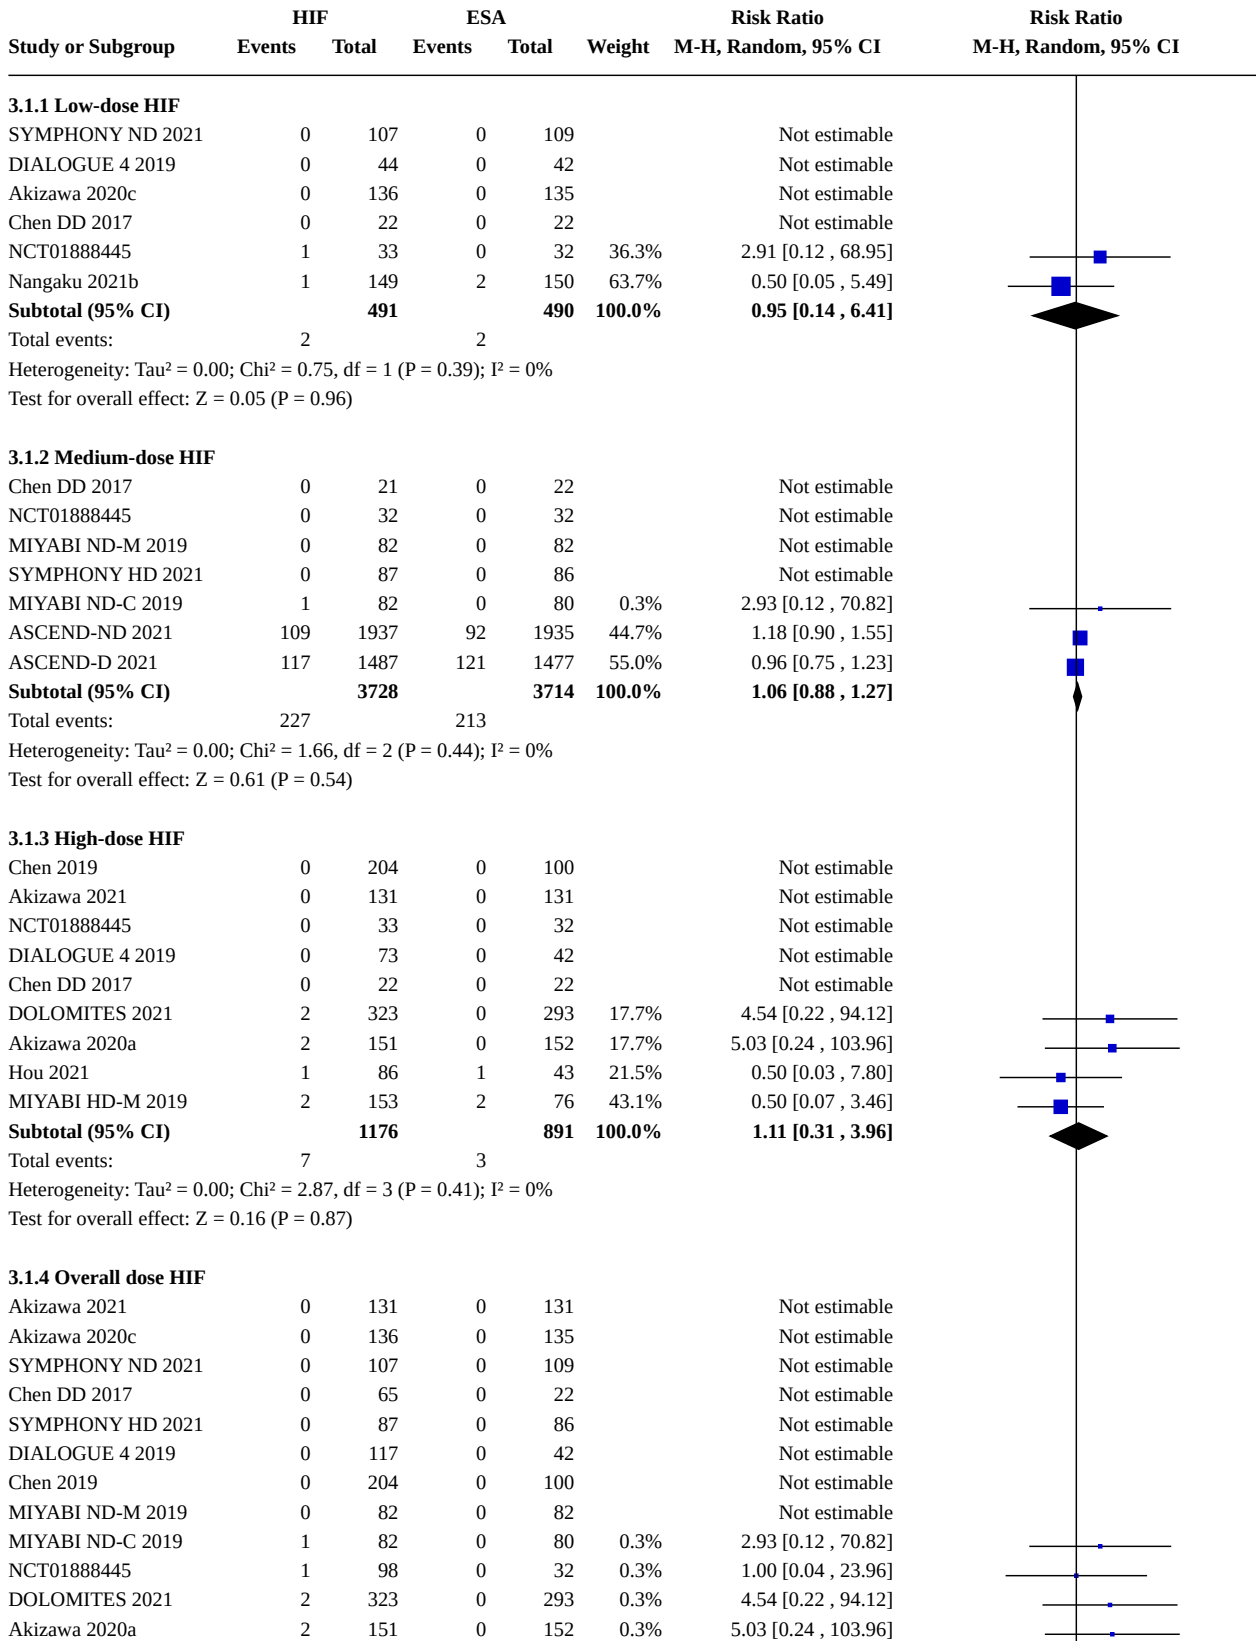 HIF ESA Risk Ratio Risk Ratio
Study or Subgroup Events Total Events Total Weight M-H, Random, 95% CI M-H, Random, 95% CI
3.1.1 Low-dose HIF
SYMPHONY ND 2021 0 107 0 109 Not estimable
DIALOGUE 4 2019 0 44 0 42 Not estimable
Akizawa 2020c 0 136 0 135 Not estimable
Chen DD 2017 0 22 0 22 Not estimable
NCT01888445 1 33 0 32 36.3% 2.91 [0.12 , 68.95]
Nangaku 2021b 1 149 2 150 63.7% 0.50 [0.05 , 5.49]
Subtotal (95% CI) 491 490 100.0% 0.95 [0.14 , 6.41]
Total events: 2 2
Heterogeneity: Tau² = 0.00; Chi² = 0.75, df = 1 (P = 0.39); I² = 0%
Test for overall effect: Z = 0.05 (P = 0.96)
3.1.2 Medium-dose HIF
Chen DD 2017 0 21 0 22 Not estimable
NCT01888445 0 32 0 32 Not estimable
MIYABI ND-M 2019 0 82 0 82 Not estimable
SYMPHONY HD 2021 0 87 0 86 Not estimable
MIYABI ND-C 2019 1 82 0 80 0.3% 2.93 [0.12 , 70.82]
ASCEND-ND 2021 109 1937 92 1935 44.7% 1.18 [0.90 , 1.55]
ASCEND-D 2021 117 1487 121 1477 55.0% 0.96 [0.75 , 1.23]
Subtotal (95% CI) 3728 3714 100.0% 1.06 [0.88 , 1.27]
Total events: 227 213
Heterogeneity: Tau² = 0.00; Chi² = 1.66, df = 2 (P = 0.44); I² = 0%
Test for overall effect: Z = 0.61 (P = 0.54)
3.1.3 High-dose HIF
Chen 2019 0 204 0 100 Not estimable
Akizawa 2021 0 131 0 131 Not estimable
NCT01888445 0 33 0 32 Not estimable
DIALOGUE 4 2019 0 73 0 42 Not estimable
Chen DD 2017 0 22 0 22 Not estimable
DOLOMITES 2021 2 323 0 293 17.7% 4.54 [0.22 , 94.12]
Akizawa 2020a 2 151 0 152 17.7% 5.03 [0.24 , 103.96]
Hou 2021 1 86 1 43 21.5% 0.50 [0.03 , 7.80]
MIYABI HD-M 2019 2 153 2 76 43.1% 0.50 [0.07 , 3.46]
Subtotal (95% CI) 1176 891 100.0% 1.11 [0.31 , 3.96]
Total events: 7 3
Heterogeneity: Tau² = 0.00; Chi² = 2.87, df = 3 (P = 0.41); I² = 0%
Test for overall effect: Z = 0.16 (P = 0.87)
3.1.4 Overall dose HIF
Akizawa 2021 0 131 0 131 Not estimable
Akizawa 2020c 0 136 0 135 Not estimable
SYMPHONY ND 2021 0 107 0 109 Not estimable
Chen DD 2017 0 65 0 22 Not estimable
SYMPHONY HD 2021 0 87 0 86 Not estimable
DIALOGUE 4 2019 0 117 0 42 Not estimable
Chen 2019 0 204 0 100 Not estimable
MIYABI ND-M 2019 0 82 0 82 Not estimable
MIYABI ND-C 2019 1 82 0 80 0.3% 2.93 [0.12 , 70.82]
NCT01888445 1 98 0 32 0.3% 1.00 [0.04 , 23.96]
DOLOMITES 2021 2 323 0 293 0.3% 4.54 [0.22 , 94.12]
Akizawa 2020a 2 151 0 152 0.3% 5.03 [0.24 , 103.96]